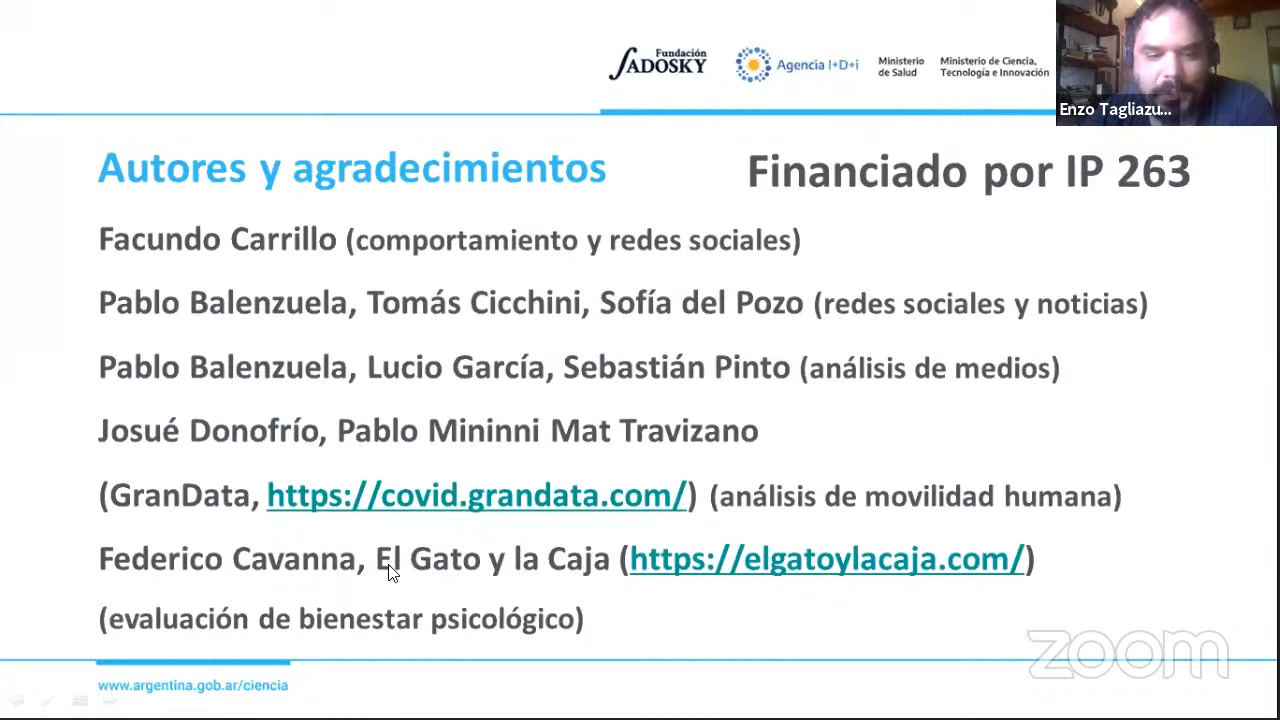 Fundación
SADOSKY
Agencia I+D+i
Ministerio
de Salud
Ministerio de Ciencia,
Tecnología e Innovación
Enzo Tagliazu...
Autores y agradecimientos
Financiado por IP 263
Facundo Carrillo (comportamiento y redes sociales)
Pablo Balenzuela, Tomás Cicchini, Sofía del Pozo (redes sociales y noticias)
Pablo Balenzuela, Lucio García, Sebastián Pinto (análisis de medios)
Josué Donofrío, Pablo Mininni Mat Travizano
(GranData, https://covid.grandata.com/) (análisis de movilidad humana)
Federico Cavanna, El Gato y la Caja (https://elgatoylacaja.com/)
(evaluación de bienestar psicológico)
zoom
www.argentina.gob.ar/ciencia